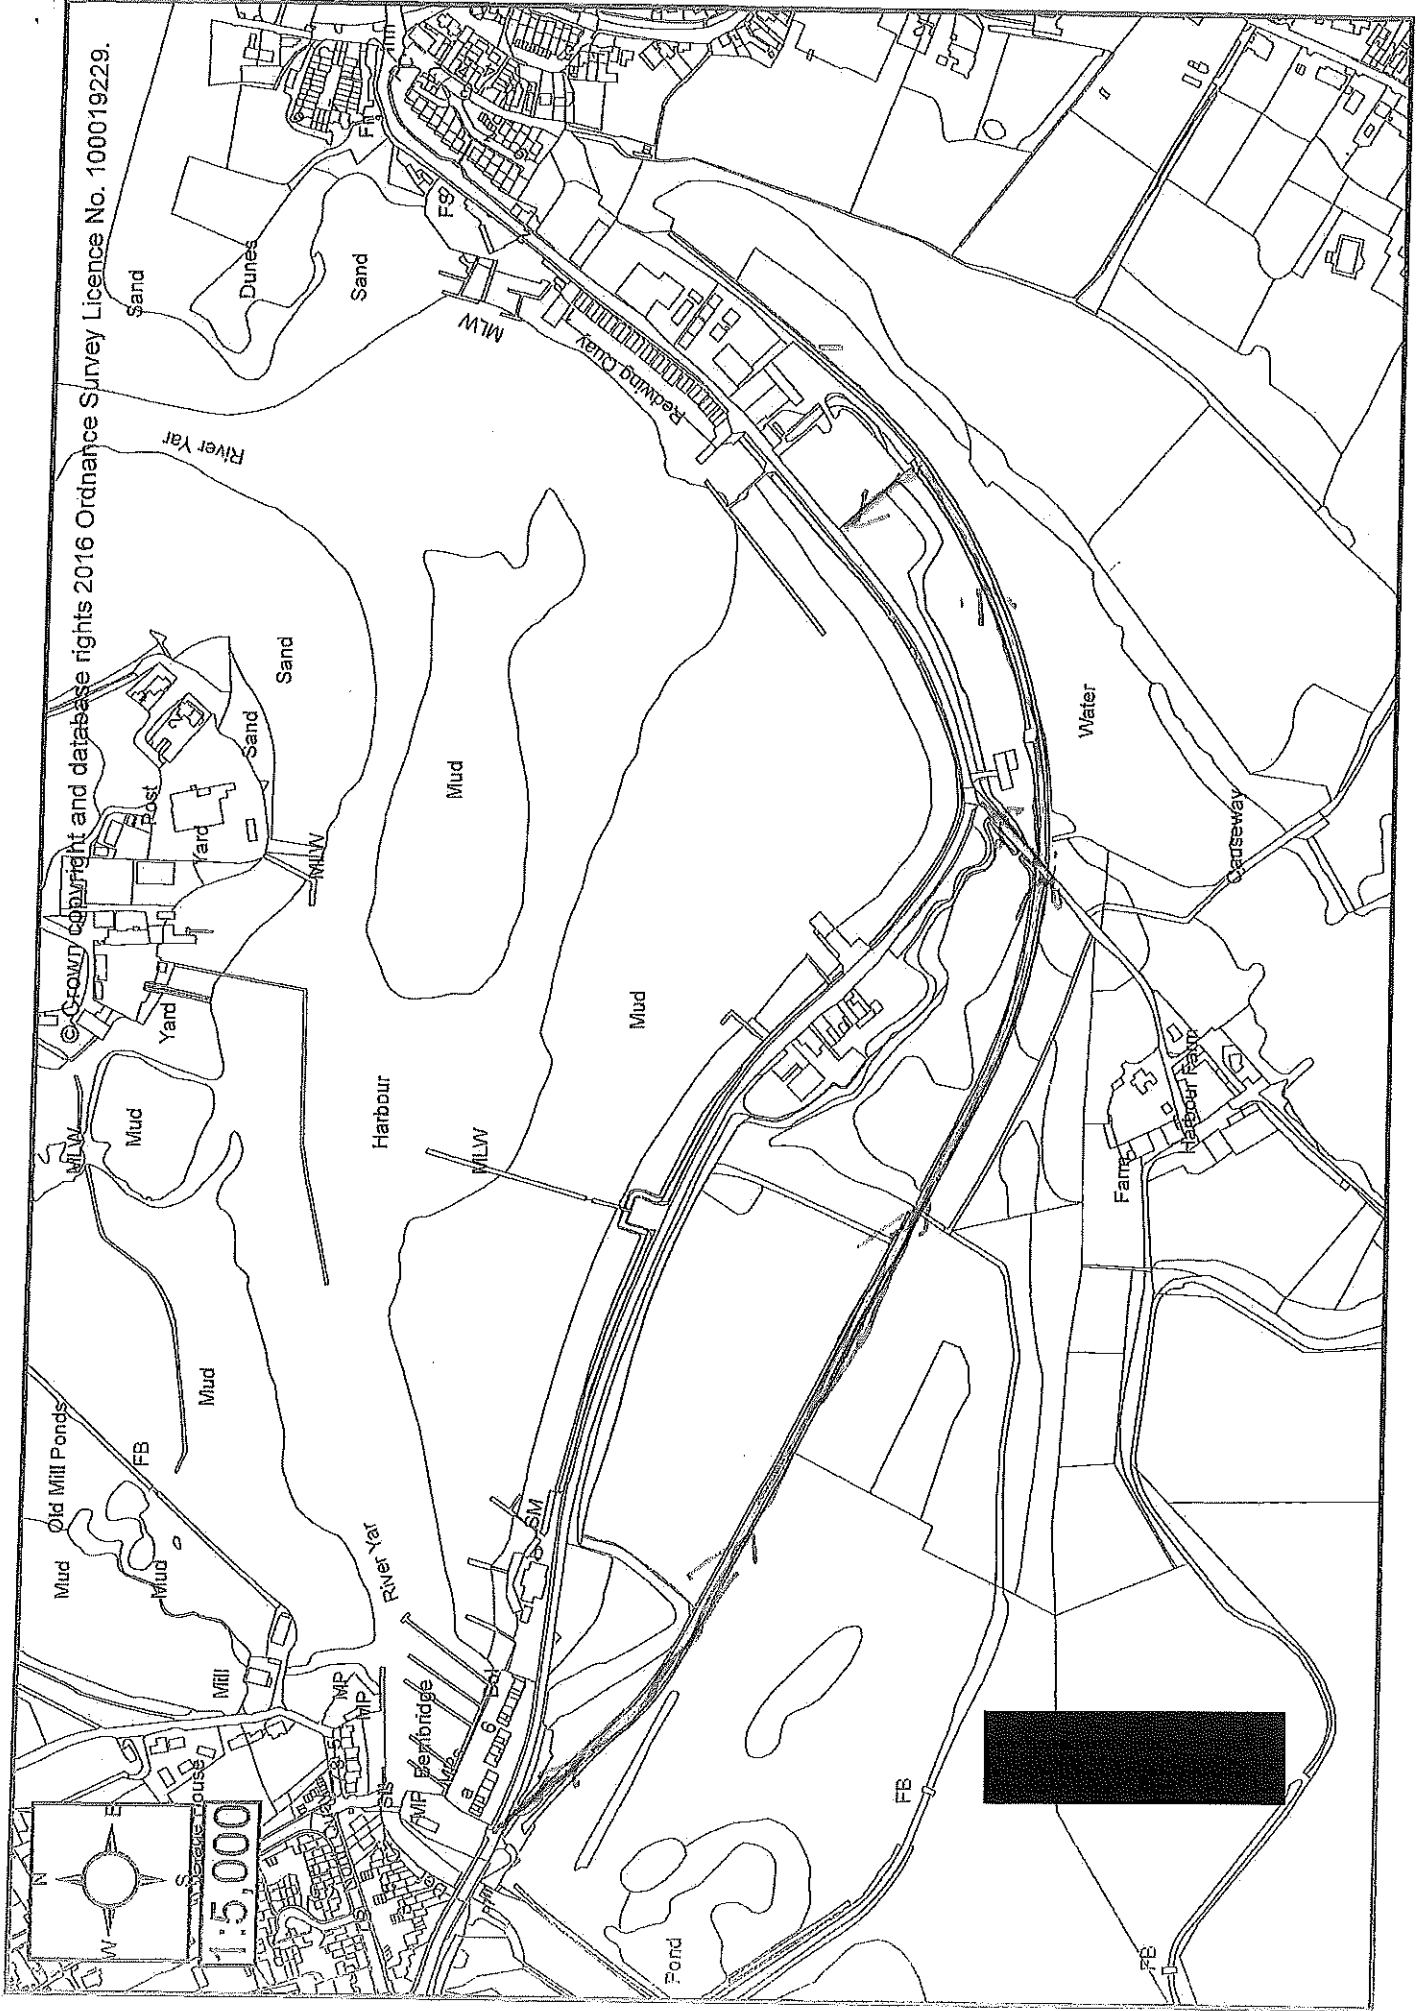 © Crown copyright and database rights 2016 Ordnance Survey Licence No. 100019229.
N
W
E
S
1:5,000
Old Mill Ponds
Mud
Mud
FB
Mud
Mill
MP
MP
River Yar
Bembridge
MP
a
6
SM
Pond
FB
FB
MLW
Mud
Yard
Yard
Post
MLW
Sand
Sand
Harbour
MLW
Mud
Mud
River Yar
Sand
Dunes
Sand
MLW
Redwing Quay
Water
Causeway
Farm
Harbour Farm